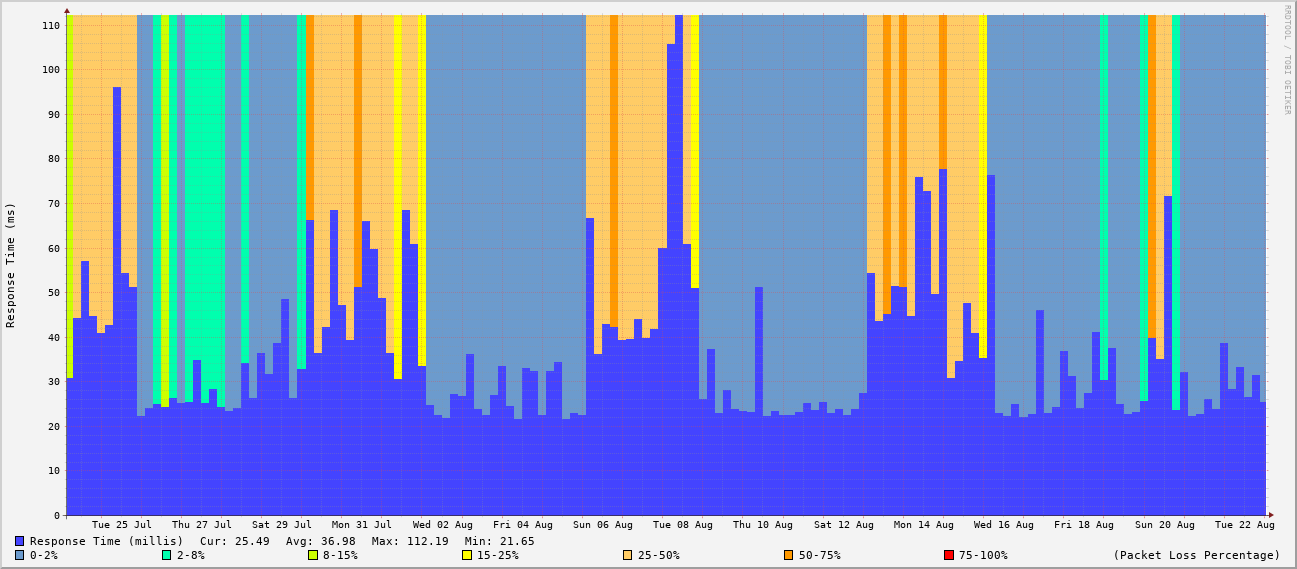 RRDTOOL / TOBI OETIKER
Response Time (ms)
110
100
90
80
70
60
50
40
30
20
10
0
Tue 25 Jul Thu 27 Jul Sat 29 Jul Mon 31 Jul Wed 02 Aug Fri 04 Aug Sun 06 Aug Tue 08 Aug Thu 10 Aug Sat 12 Aug Mon 14 Aug Wed 16 Aug Fri 18 Aug Sun 20 Aug Tue 22 Aug
Response Time (millis) Cur: 25.49 Avg: 36.98 Max: 112.19 Min: 21.65
0-2% 2-8% 8-15% 15-25% 25-50% 50-75% 75-100% (Packet Loss Percentage)